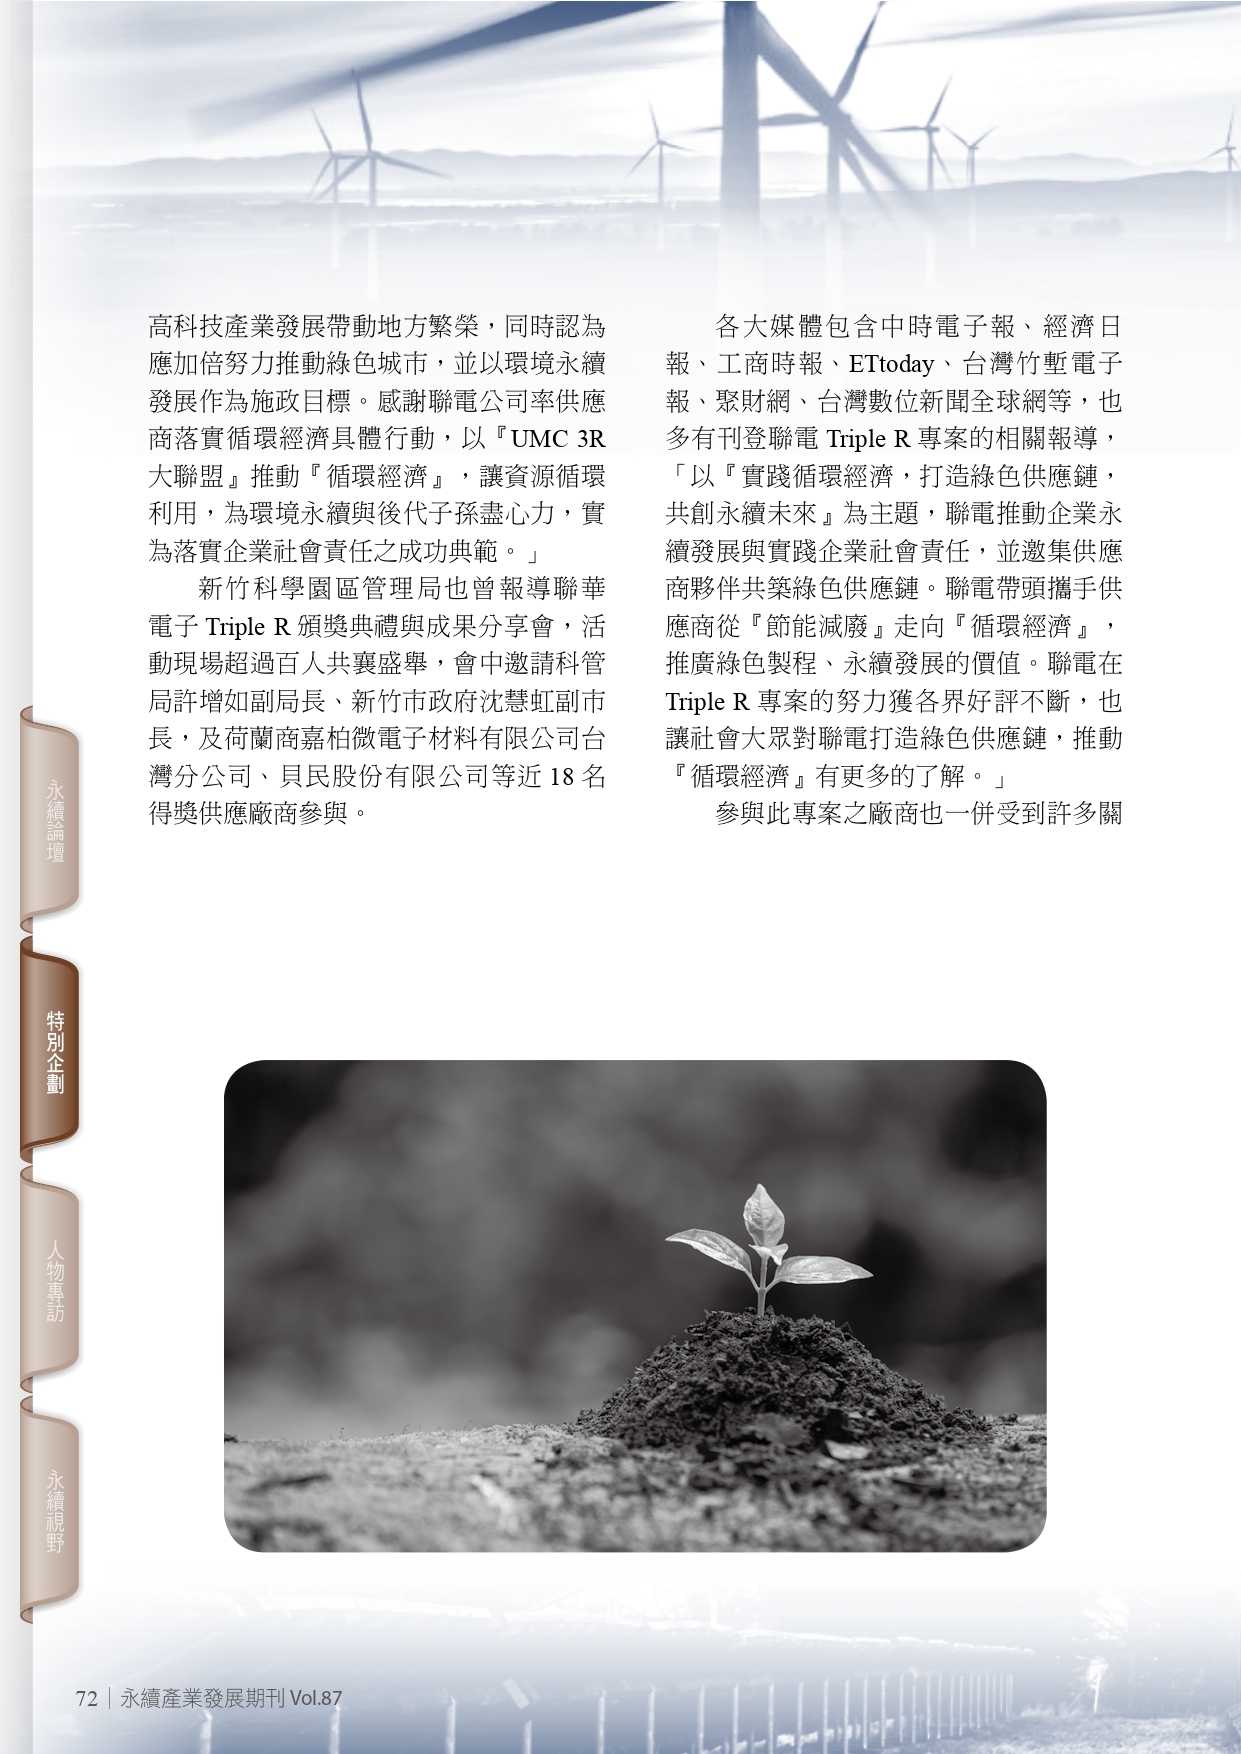 高科技產業發展帶動地方繁榮，同時認為
應加倍努力推動綠色城市，並以環境永續
發展作為施政目標。感謝聯電公司率供應
商落實循環經濟具體行動，以『UMC 3R
大聯盟』推動『循環經濟』，讓資源循環
利用，為環境永續與後代子孫盡心力，實
為落實企業社會責任之成功典範。」
新竹科學園區管理局也曾報導聯華
電子 Triple R 頒獎典禮與成果分享會，活
動現場超過百人共襄盛舉，會中邀請科管
局許增如副局長、新竹市政府沈慧虹副市
長，及荷蘭商嘉柏微電子材料有限公司台
灣分公司、貝民股份有限公司等近 18 名
得獎供應廠商參與。
各大媒體包含中時電子報、經濟日
報、工商時報、ETtoday、台灣竹塹電子
報、聚財網、台灣數位新聞全球網等，也
多有刊登聯電 Triple R 專案的相關報導，
「以『實踐循環經濟，打造綠色供應鏈，
共創永續未來』為主題，聯電推動企業永
續發展與實踐企業社會責任，並邀集供應
商夥伴共築綠色供應鏈。聯電帶頭攜手供
應商從『節能減廢』走向『循環經濟』，
推廣綠色製程、永續發展的價值。聯電在
Triple R 專案的努力獲各界好評不斷，也
讓社會大眾對聯電打造綠色供應鏈，推動
『循環經濟』有更多的了解。」
參與此專案之廠商也一併受到許多關
永續論壇
特別企劃
人物專訪
永續視野
72 | 永續產業發展期刊 Vol.87